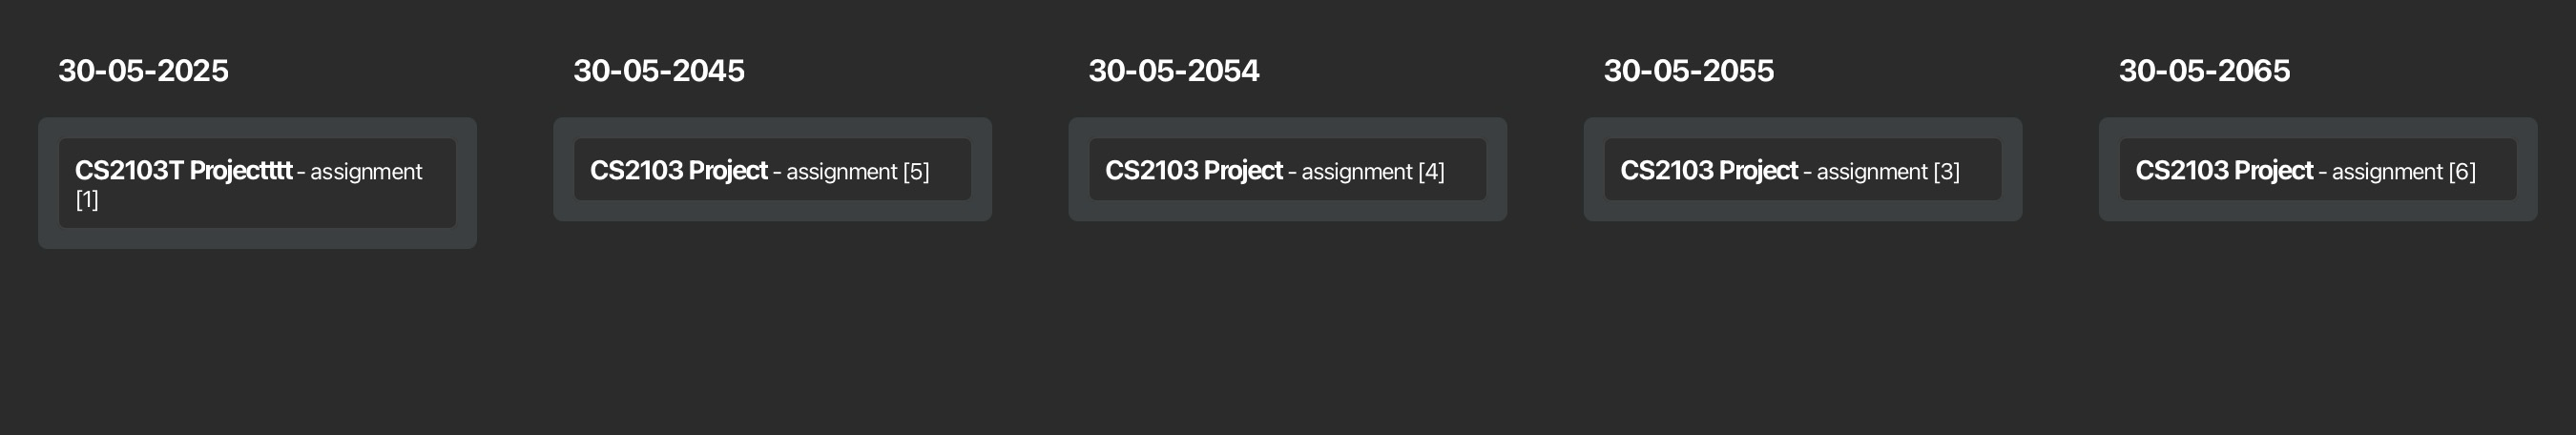 30-05-2025
CS2103T Projectttt - assignment
[1]
30-05-2045
CS2103 Project - assignment [5]
30-05-2054
CS2103 Project - assignment [4]
30-05-2055
CS2103 Project - assignment [3]
30-05-2065
CS2103 Project - assignment [6]